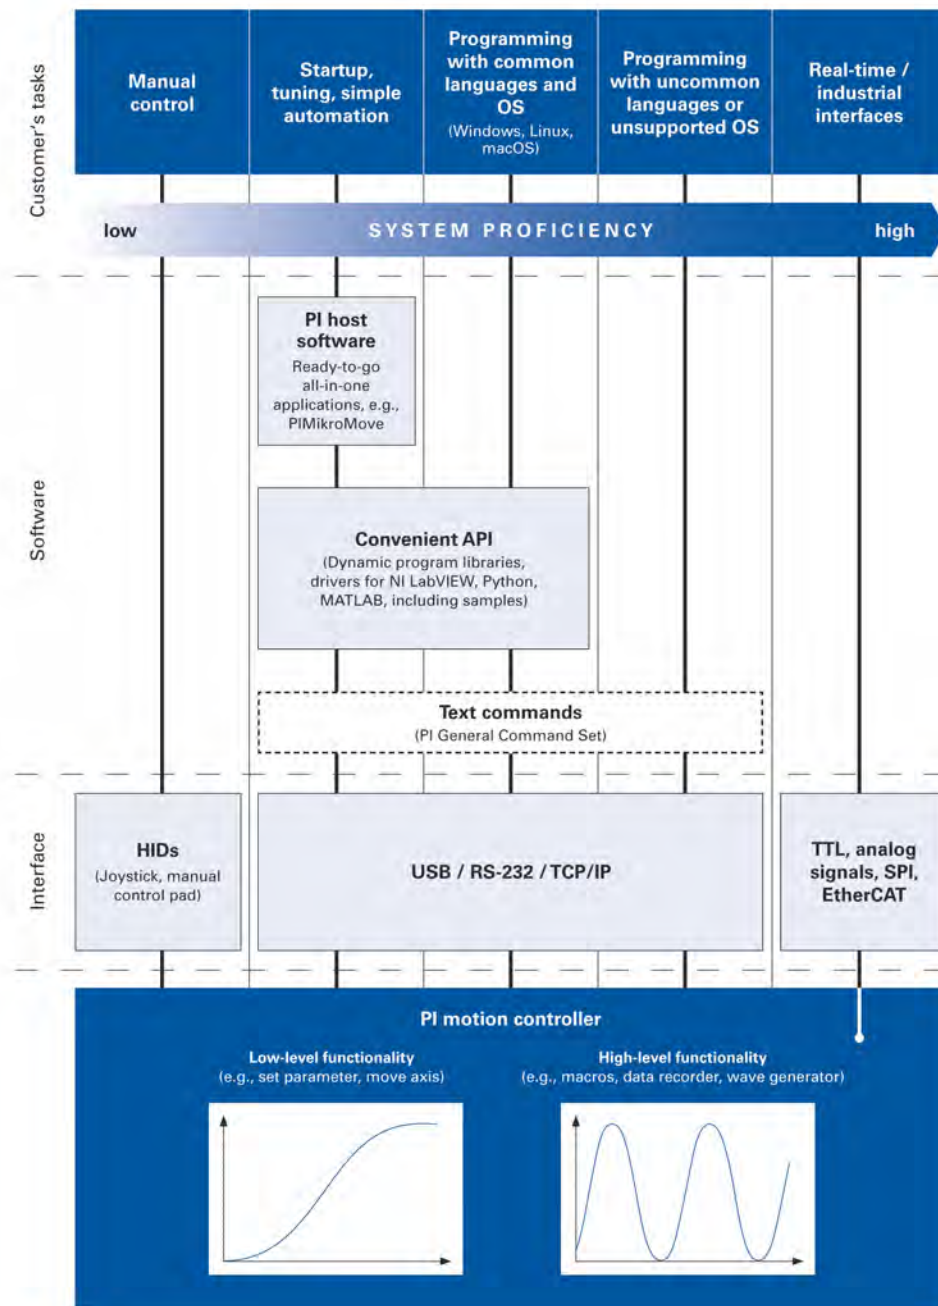 Customer's tasks
Manual
control
Startup,
tuning, simple
automation
Programming
with common
languages and
OS
(Windows, Linux,
macOS)
Programming
with uncommon
languages or
unsupported OS
Real-time /
industrial
interfaces
low
SYSTEM PROFICIENCY
high
Software
PI host
software
Ready-to-go
all-in-one
applications, e.g.,
PIMikroMove
Convenient API
(Dynamic program libraries,
drivers for NI LabVIEW, Python,
MATLAB, including samples)
Text commands
(PI General Command Set)
Interface
HIDs
(Joystick, manual
control pad)
USB / RS-232 / TCP/IP
TTL, analog
signals, SPI,
EtherCAT
PI motion controller
Low-level functionality
(e.g., set parameter, move axis)
High-level functionality
(e.g., macros, data recorder, wave generator)